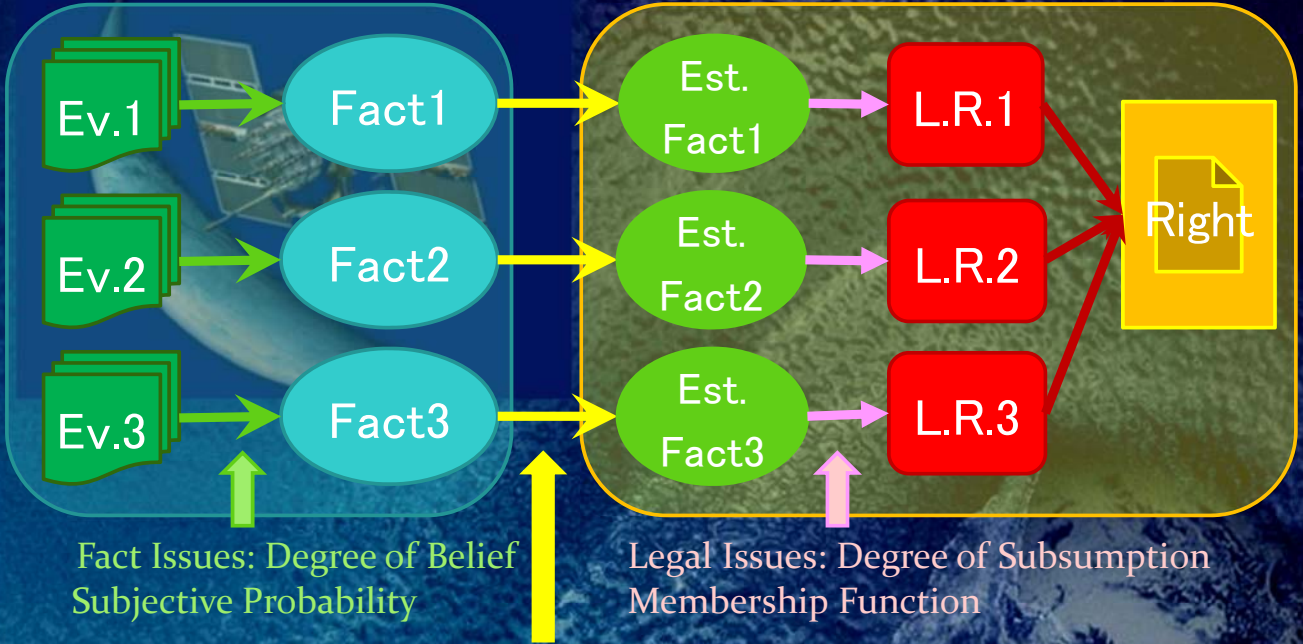 Ev.1
Fact1
Est.
Fact1
L.R.1
Ev.2
Fact2
Est.
Fact2
L.R.2
Right
Ev.3
Fact3
Est.
Fact3
L.R.3
Fact Issues: Degree of Belief
Subjective Probability
Legal Issues: Degree of Subsumption
Membership Function